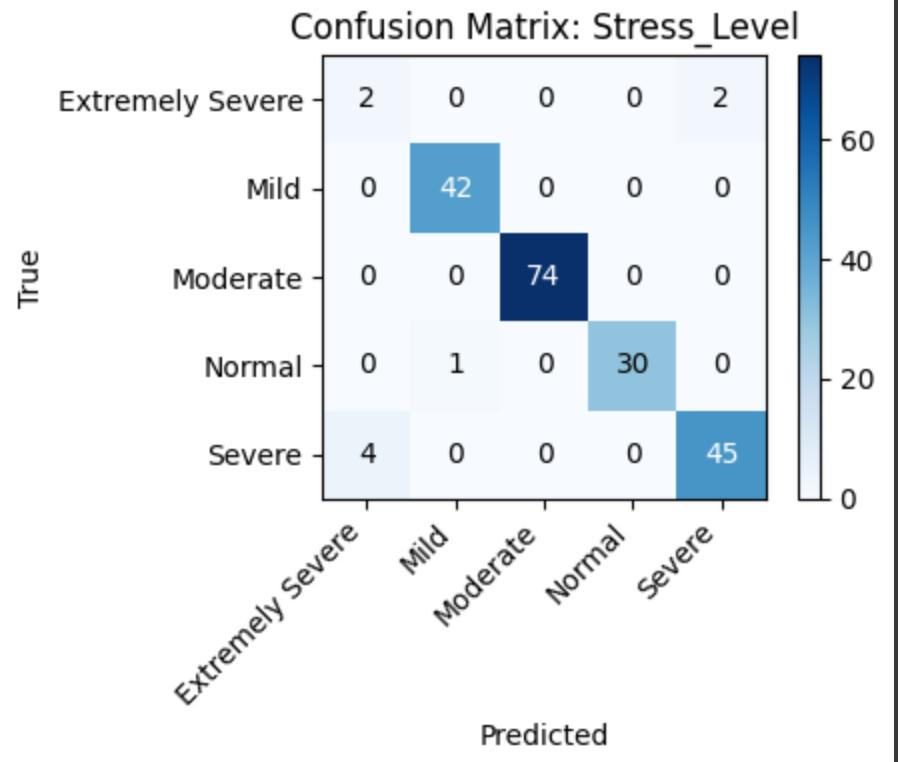 Confusion Matrix: Stress_Level
Extremely Severe 2 0 0 0 2
Mild 0 42 0 0 0
Moderate 0 0 74 0 0
Normal 0 1 0 30 0
Severe 4 0 0 0 45
True
Extremely Severe
Mild
Moderate
Normal
Severe
Predicted
60
40
20
0